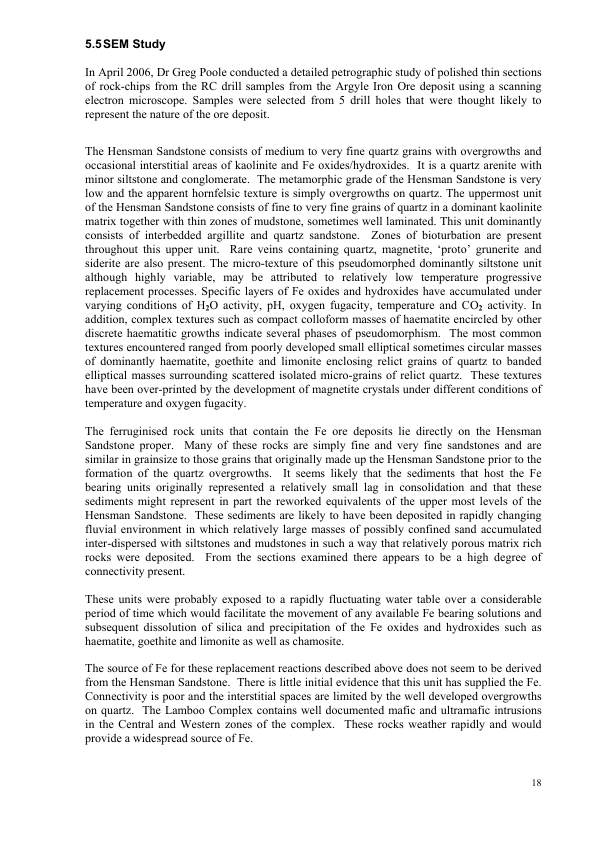 5.5SEM Study
In April 2006, Dr Greg Poole conducted a detailed petrographic study of polished thin sections
of rock-chips from the RC drill samples from the Argyle Iron Ore deposit using a scanning
electron microscope. Samples were selected from 5 drill holes that were thought likely to
represent the nature of the ore deposit.
The Hensman Sandstone consists of medium to very fine quartz grains with overgrowths and
occasional interstitial areas of kaolinite and Fe oxides/hydroxides. It is a quartz arenite with
minor siltstone and conglomerate. The metamorphic grade of the Hensman Sandstone is very
low and the apparent hornfelsic texture is simply overgrowths on quartz. The uppermost unit
of the Hensman Sandstone consists of fine to very fine grains of quartz in a dominant kaolinite
matrix together with thin zones of mudstone, sometimes well laminated. This unit dominantly
consists of interbedded argillite and quartz sandstone. Zones of bioturbation are present
throughout this upper unit. Rare veins containing quartz, magnetite, ‘proto’ grunerite and
siderite are also present. The micro-texture of this pseudomorphed dominantly siltstone unit
although highly variable, may be attributed to relatively low temperature progressive
replacement processes. Specific layers of Fe oxides and hydroxides have accumulated under
varying conditions of H₂O activity, pH, oxygen fugacity, temperature and CO₂ activity. In
addition, complex textures such as compact colloform masses of haematite encircled by other
discrete haematitic growths indicate several phases of pseudomorphism. The most common
textures encountered ranged from poorly developed small elliptical sometimes circular masses
of dominantly haematite, goethite and limonite enclosing relict grains of quartz to banded
elliptical masses surrounding scattered isolated micro-grains of relict quartz. These textures
have been over-printed by the development of magnetite crystals under different conditions of
temperature and oxygen fugacity.
The ferruginised rock units that contain the Fe ore deposits lie directly on the Hensman
Sandstone proper. Many of these rocks are simply fine and very fine sandstones and are
similar in grainsize to those grains that originally made up the Hensman Sandstone prior to the
formation of the quartz overgrowths. It seems likely that the sediments that host the Fe
bearing units originally represented a relatively small lag in consolidation and that these
sediments might represent in part the reworked equivalents of the upper most levels of the
Hensman Sandstone. These sediments are likely to have been deposited in rapidly changing
fluvial environment in which relatively large masses of possibly confined sand accumulated
inter-dispersed with siltstones and mudstones in such a way that relatively porous matrix rich
rocks were deposited. From the sections examined there appears to be a high degree of
connectivity present.
These units were probably exposed to a rapidly fluctuating water table over a considerable
period of time which would facilitate the movement of any available Fe bearing solutions and
subsequent dissolution of silica and precipitation of the Fe oxides and hydroxides such as
haematite, goethite and limonite as well as chamosite.
The source of Fe for these replacement reactions described above does not seem to be derived
from the Hensman Sandstone. There is little initial evidence that this unit has supplied the Fe.
Connectivity is poor and the interstitial spaces are limited by the well developed overgrowths
on quartz. The Lamboo Complex contains well documented mafic and ultramafic intrusions
in the Central and Western zones of the complex. These rocks weather rapidly and would
provide a widespread source of Fe.
18